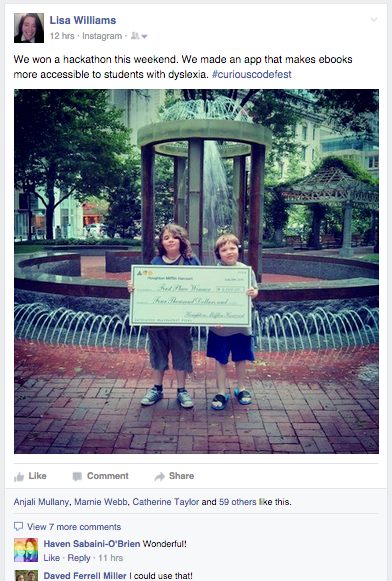 Lisa Williams
12 hrs · Instagram ·
We won a hackathon this weekend. We made an app that makes ebooks
more accessible to students with dyslexia. #curiouscodefest
Houghton Mifflin Harcourt
First Place Winner
Four Thousand Dollars and
Houghton Mifflin Harcourt
Like Comment Share
Anjali Mullany, Marnie Webb, Catherine Taylor and 59 others like this.
View 7 more comments
Haven Sabaini-O'Brien Wonderful!
Like · Reply · 11 hrs
Daved Ferrell Miller I could use that!